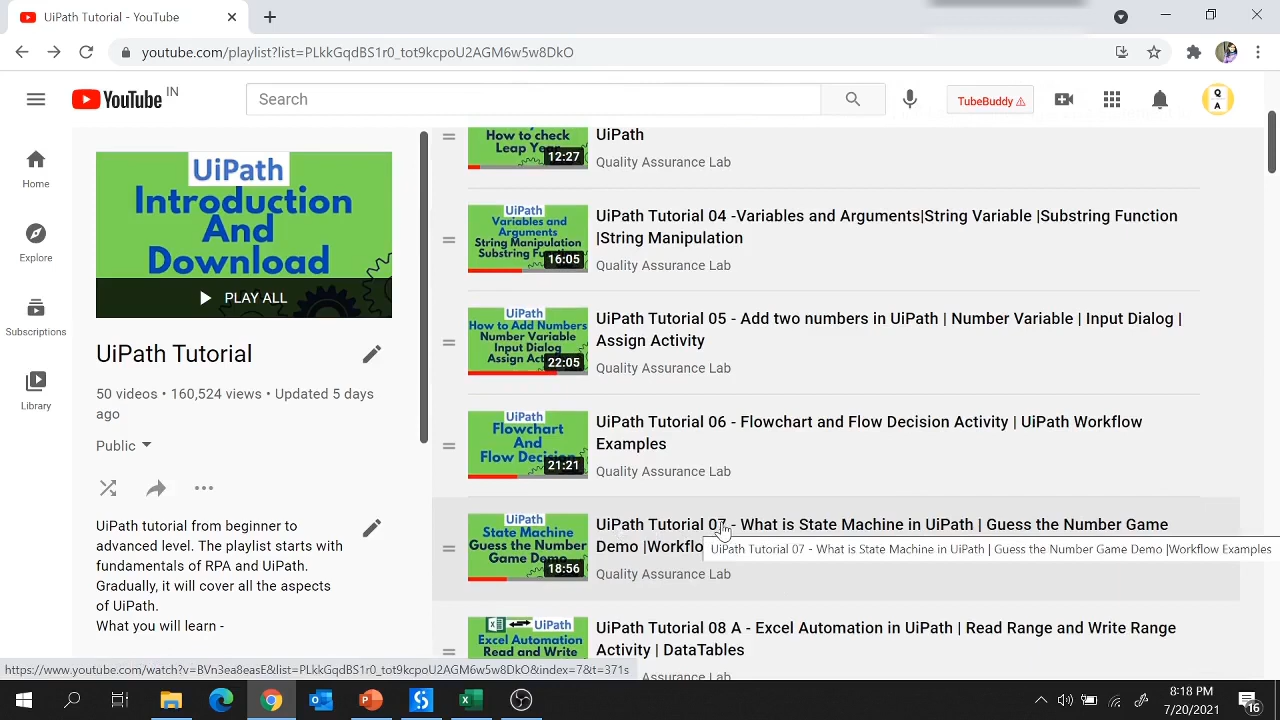 UiPath Tutorial - YouTube
youtube.com/playlist?list=PLkkGqdBS1r0_tot9kcpoU2AGM6w5w8DkO
YouTube IN
Search
TubeBuddy
Q
A
Home
Explore
Subscriptions
Library
UiPath
Introduction
And
Download
PLAY ALL
UiPath Tutorial
50 videos • 160,524 views • Updated 5 days
ago
Public
UiPath tutorial from beginner to
advanced level. The playlist starts with
fundamentals of RPA and UiPath.
Gradually, it will cover all the aspects
of UiPath.
What you will learn -
How to check
Leap Year
12:27
UiPath
Quality Assurance Lab
UiPath
Variables and
Arguments
String Manipulation
Substring Function
16:05
UiPath Tutorial 04 -Variables and Arguments|String Variable |Substring Function
|String Manipulation
Quality Assurance Lab
UiPath
How to Add Numbers
Number Variable
Input Dialog
Assign
22:05
UiPath Tutorial 05 - Add two numbers in UiPath | Number Variable | Input Dialog |
Assign Activity
Quality Assurance Lab
UiPath
Flowchart
And
Flow Decision
21:21
UiPath Tutorial 06 - Flowchart and Flow Decision Activity | UiPath Workflow
Examples
Quality Assurance Lab
UiPath
State Machine
Guess the Number
Game Demo
18:56
UiPath Tutorial 07 - What is State Machine in UiPath | Guess the Number Game
Demo |Workflo
UiPath Tutorial 07 - What is State Machine in UiPath | Guess the Number Game Demo |Workflow Examples
Quality Assurance Lab
UiPath
Excel Automation
Read and Write
UiPath Tutorial 08 A - Excel Automation in UiPath | Read Range and Write Range
Activity | DataTables
Quality Assurance Lab
https://www.youtube.com/watch?v=BVn3ea8easE&list=PLkkGqdBS1r0_tot9kcpoU2AGM6w5w8DkO&index=7&t=371s
8:18 PM
7/20/2021
16